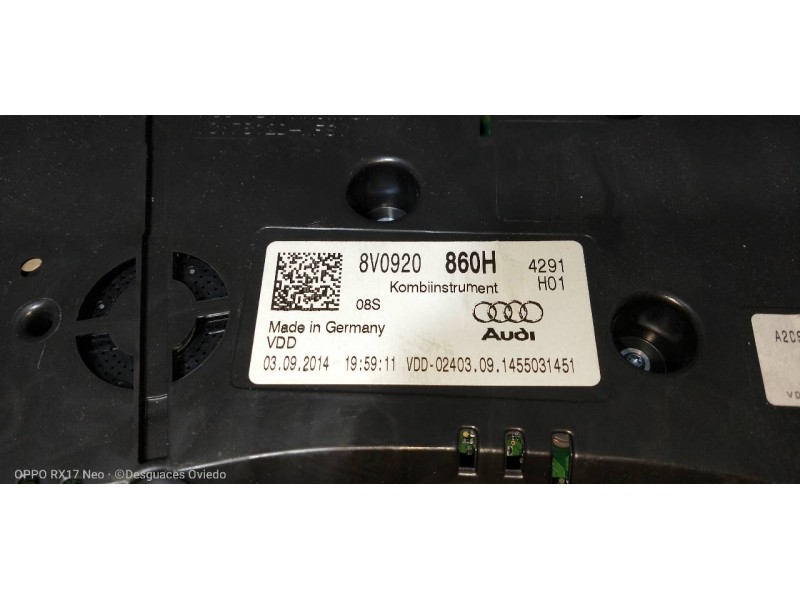 8V0920 860H 4291
Kombiinstrument H01
08S
Made in Germany
Audi
VDD
03.09.2014 19:59:11 VDD-02403.09.1455031451
VD
OPPO RX17 Neo · ©Desguaces Oviedo